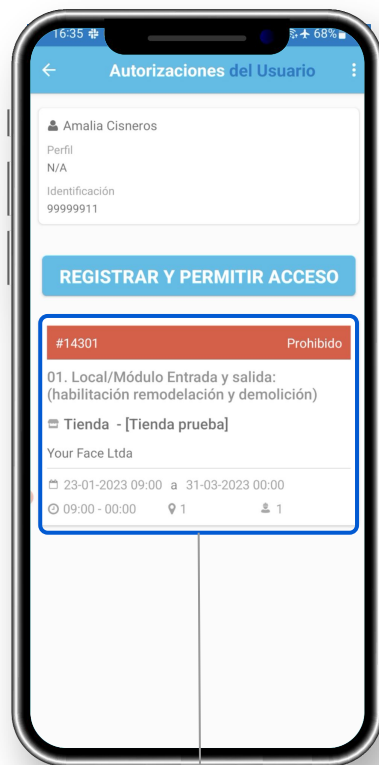 16:35 68%
Autorizaciones del Usuario
Amalia Cisneros
Perfil
N/A
Identificación
99999911
REGISTRAR Y PERMITIR ACCESO
#14301 Prohibido
01. Local/Módulo Entrada y salida:
(habilitación remodelación y demolición)
Tienda - [Tienda prueba]
Your Face Ltda
23-01-2023 09:00 a 31-03-2023 00:00
09:00 - 00:00 1 1